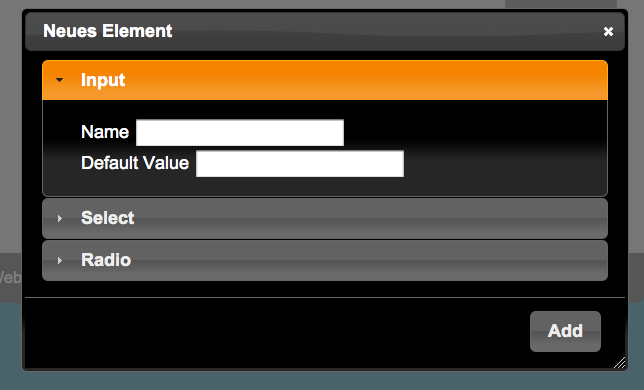 Neues Element
Input
Name
Default Value
Select
Radio
Add